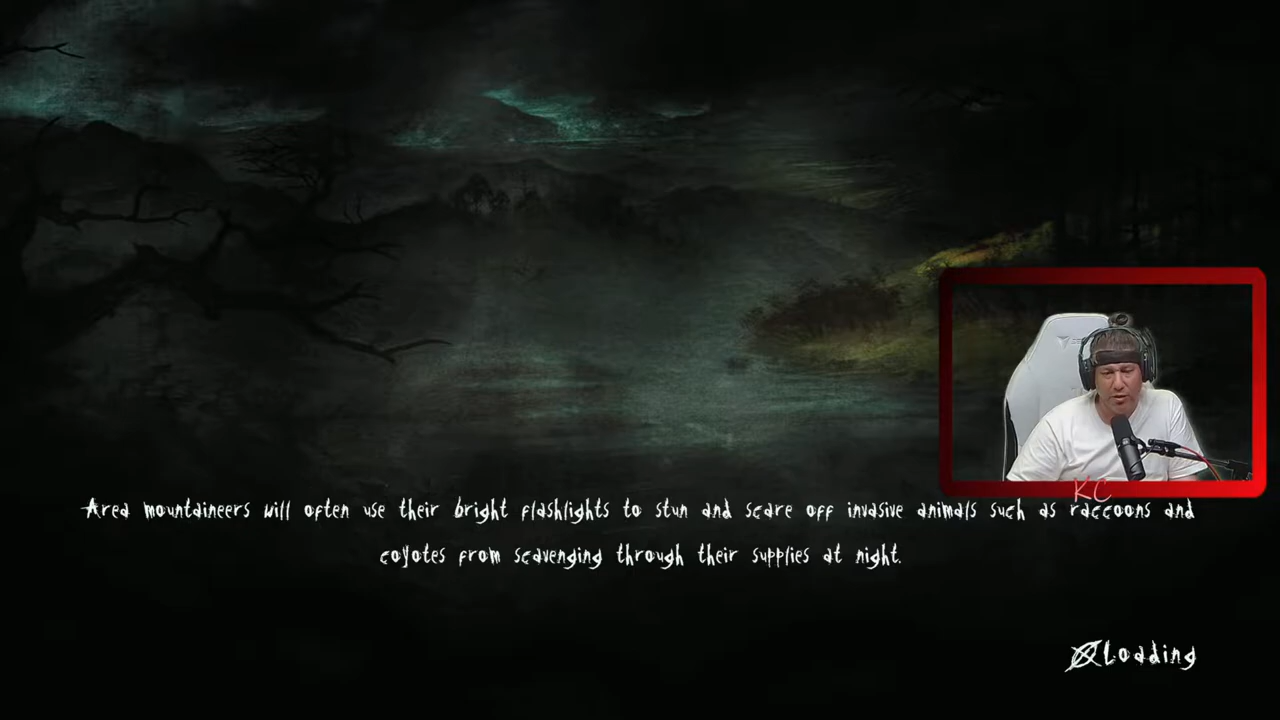 KC
Area mountaineers will often use their bright flashlights to stun and scare off invasive animals such as raccoons and
coyotes from scavenging through their supplies at night.
Loading